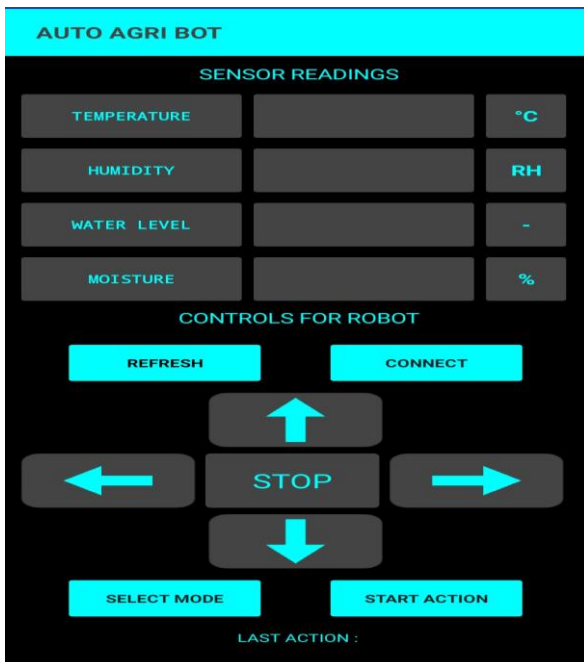 AUTO AGRI BOT
SENSOR READINGS
TEMPERATURE °C
HUMIDITY RH
WATER LEVEL -
MOISTURE %
CONTROLS FOR ROBOT
REFRESH CONNECT
STOP
SELECT MODE START ACTION
LAST ACTION :